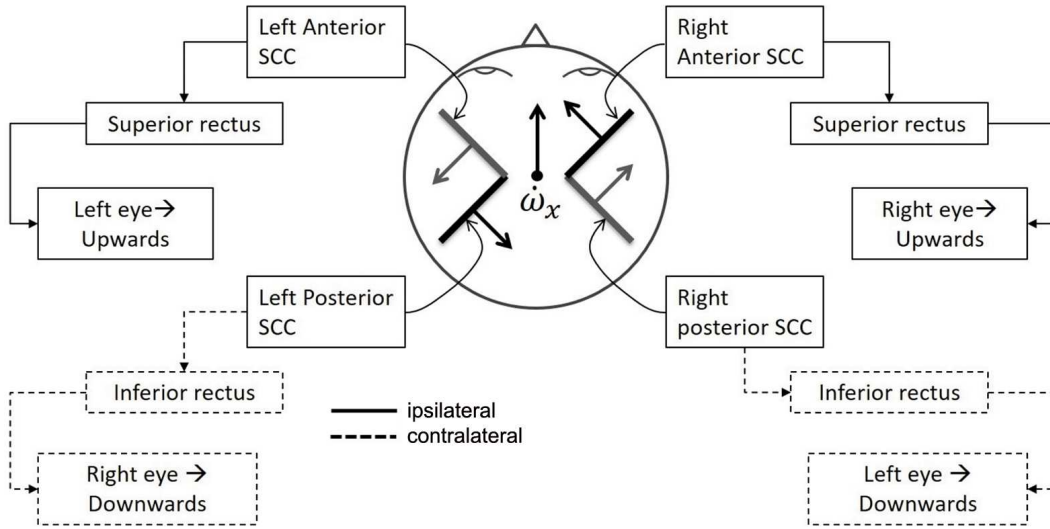 Left Anterior
SCC
Right
Anterior SCC
Superior rectus
Superior rectus
ω̇x
Left eye→
Upwards
Right eye→
Upwards
Left Posterior
SCC
Right
posterior SCC
Inferior rectus
Inferior rectus
ipsilateral
contralateral
Right eye →
Downwards
Left eye→
Downwards